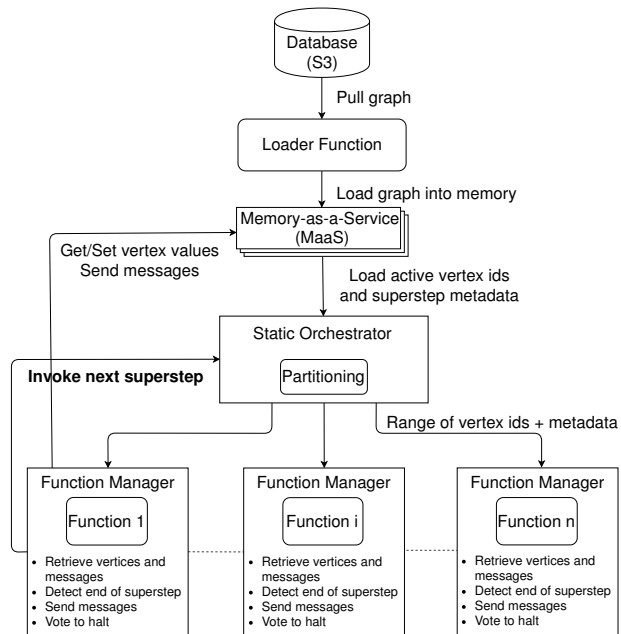 Database
(S3)
Pull graph
Loader Function
Load graph into memory
Memory-as-a-Service
(MaaS)
Get/Set vertex values
Send messages
Load active vertex ids
and superstep metadata
Static Orchestrator
Partitioning
Invoke next superstep
Range of vertex ids + metadata
Function Manager
Function 1
• Retrieve vertices and
messages
• Detect end of superstep
• Send messages
• Vote to halt
Function Manager
Function i
• Retrieve vertices and
messages
• Detect end of superstep
• Send messages
• Vote to halt
Function Manager
Function n
• Retrieve vertices and
messages
• Detect end of superstep
• Send messages
• Vote to halt